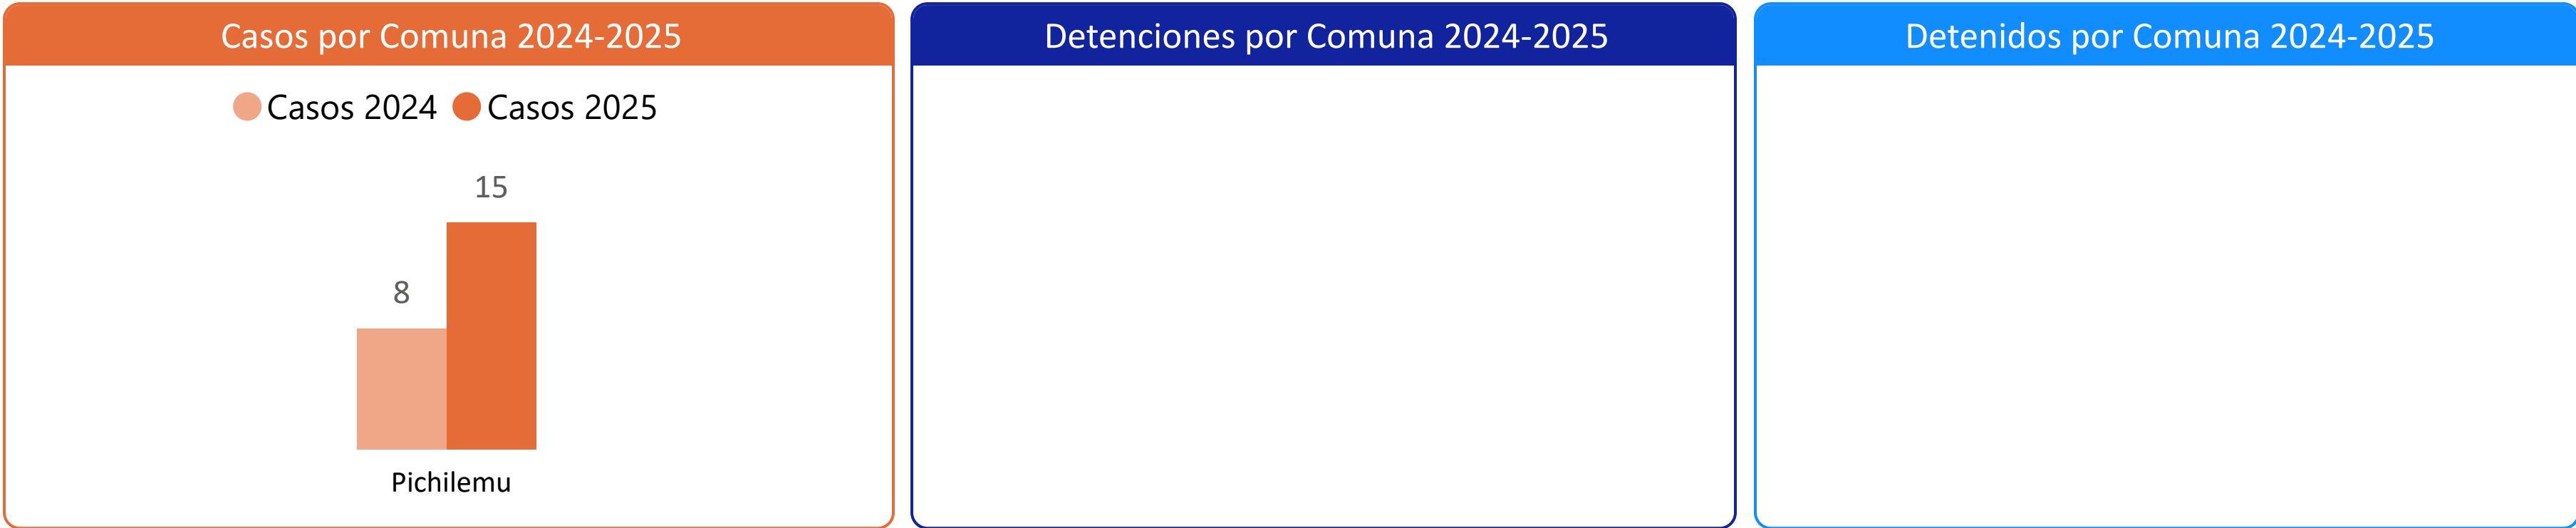 Casos por Comuna 2024-2025
Casos 2024 Casos 2025
15
8
Pichilemu
Detenciones por Comuna 2024-2025
Detenidos por Comuna 2024-2025